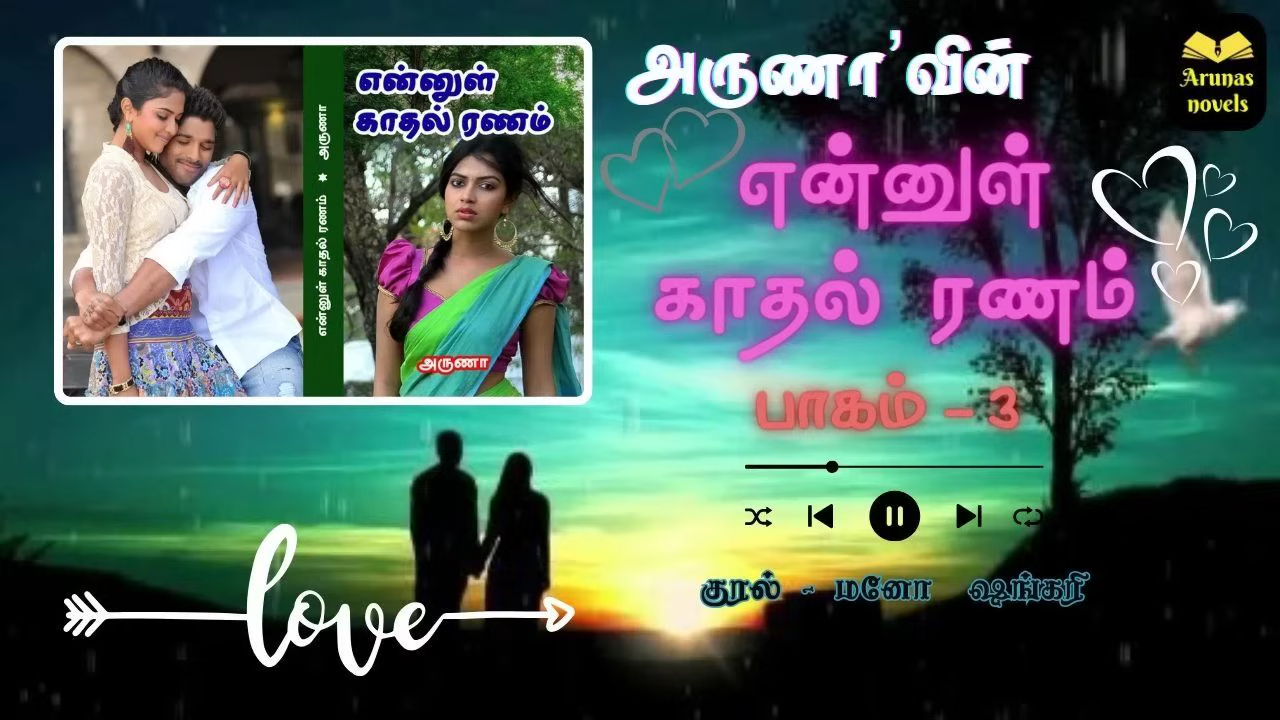 என்னுள்
காதல் ரணம்
அருணா
என்னுள் காதல் ரணம் * அருணா
அருணா'வின்
என்னுள்
காதல் ரணம்
பாகம் - 3
குரல் - மனோ ஷங்கரி
Arunas
novels
love